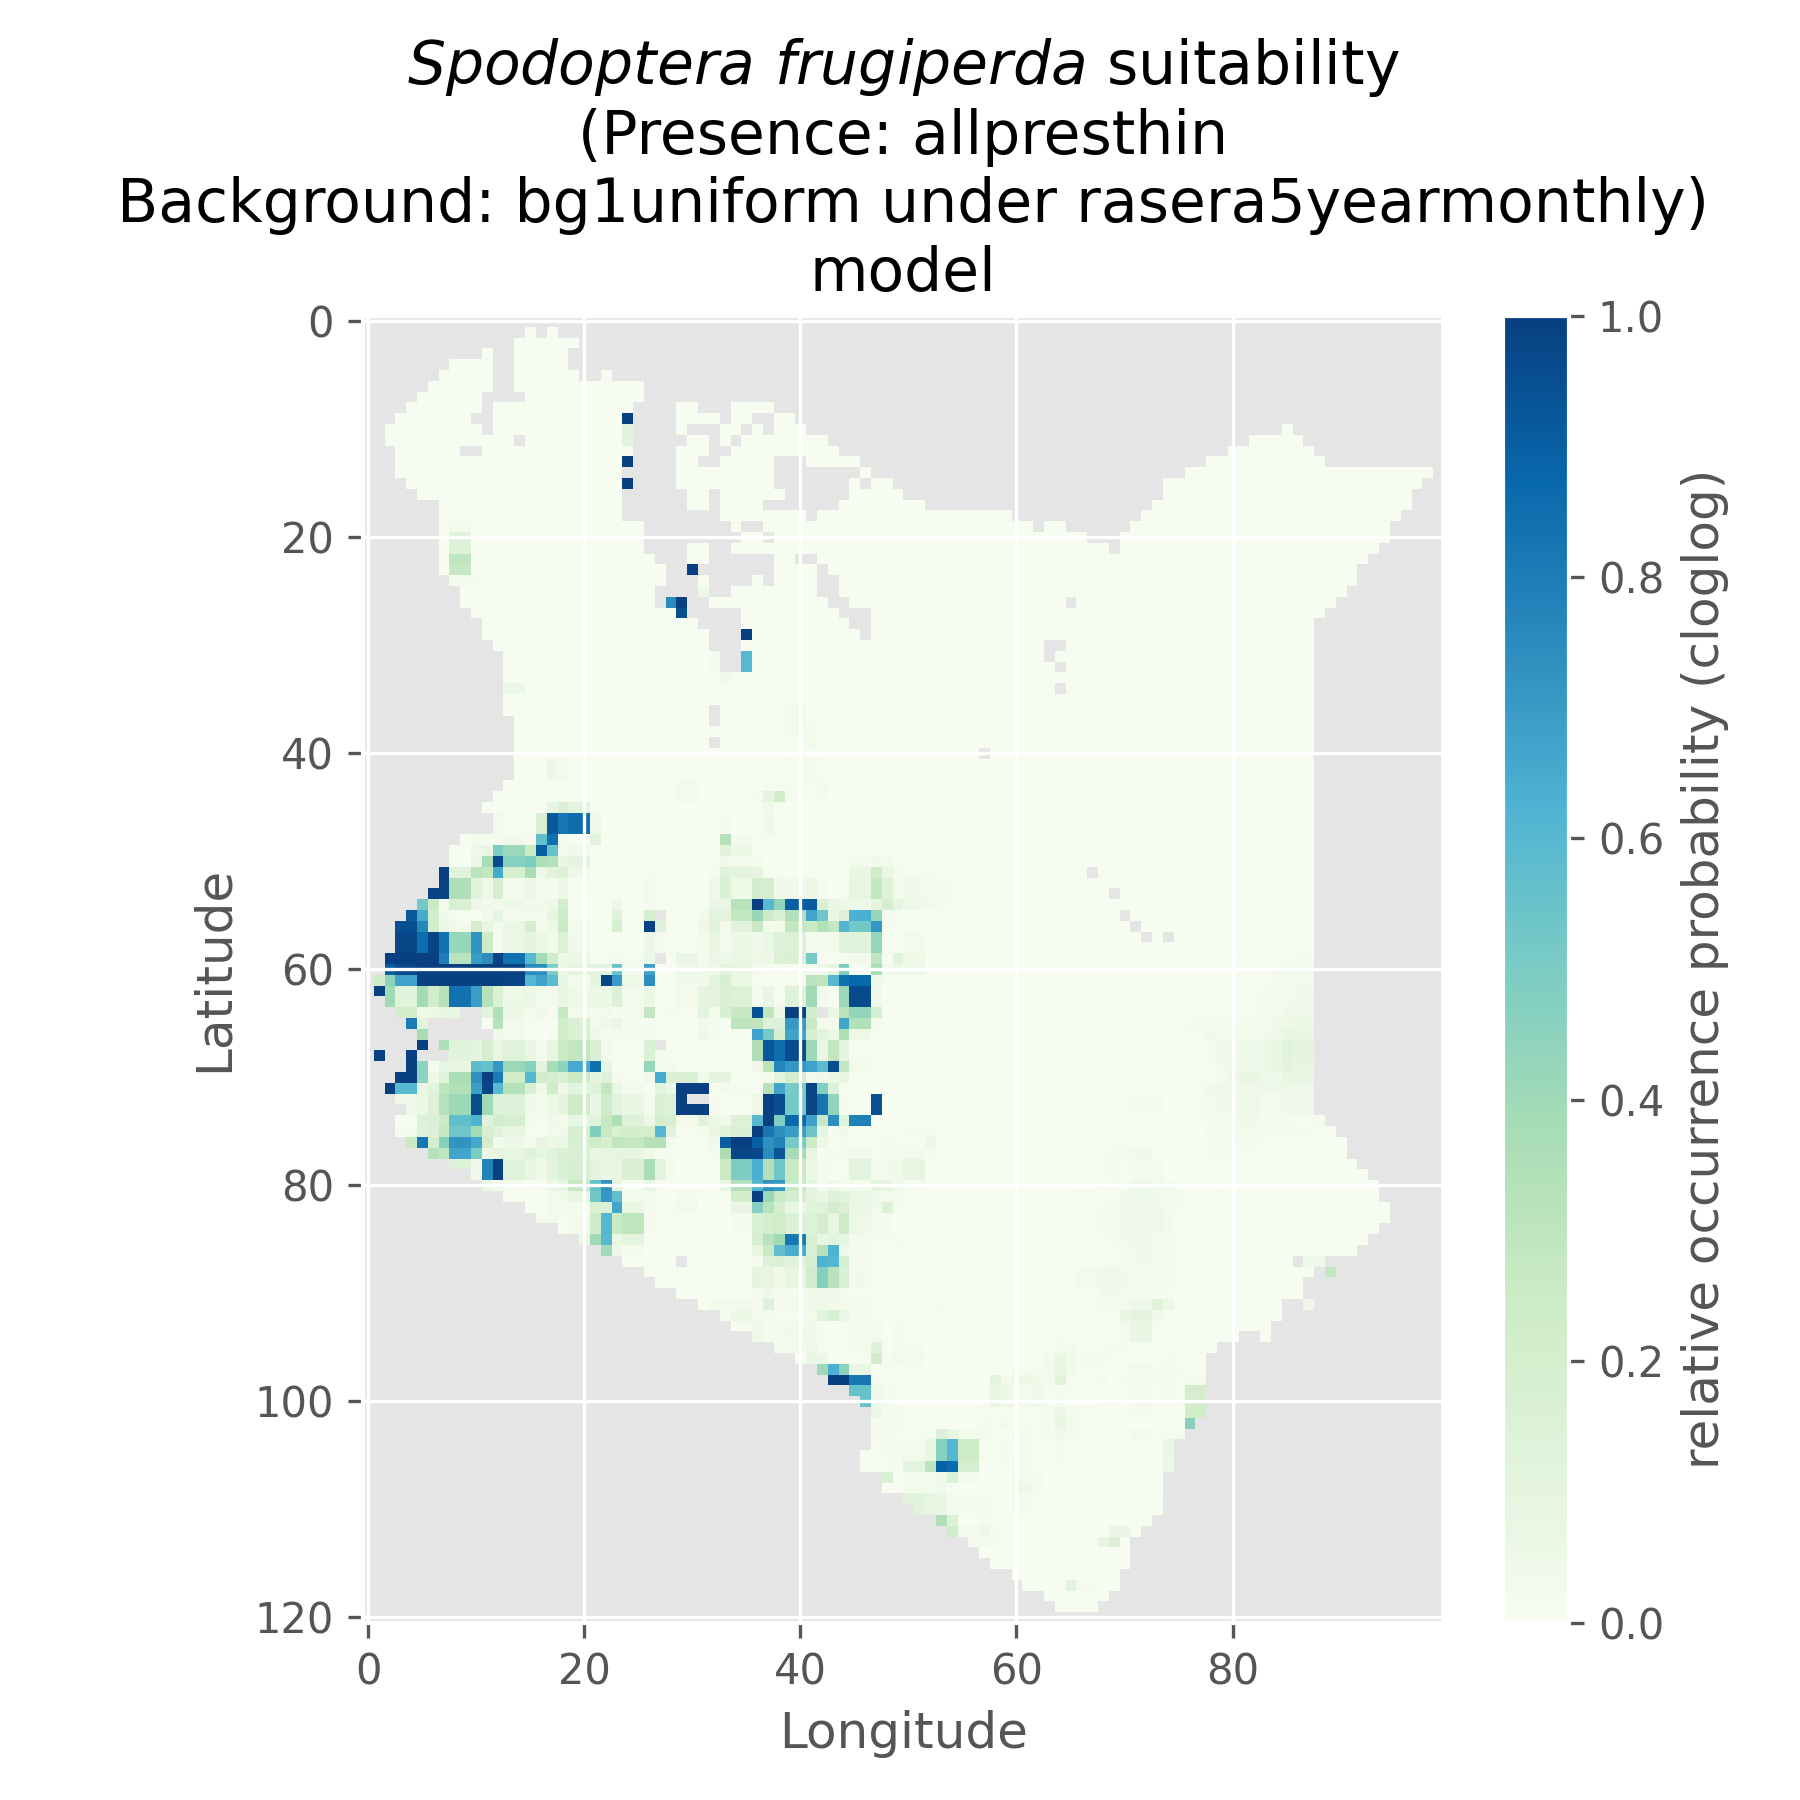 Spodoptera frugiperda suitability
(Presence: allpresthin
Background: bg1uniform under rasera5yearmonthly)
model
0
20
40
60
80
100
120
Latitude
0 20 40 60 80
Longitude
1.0
0.8
0.6
0.4
0.2
0.0
relative occurrence probability (cloglog)